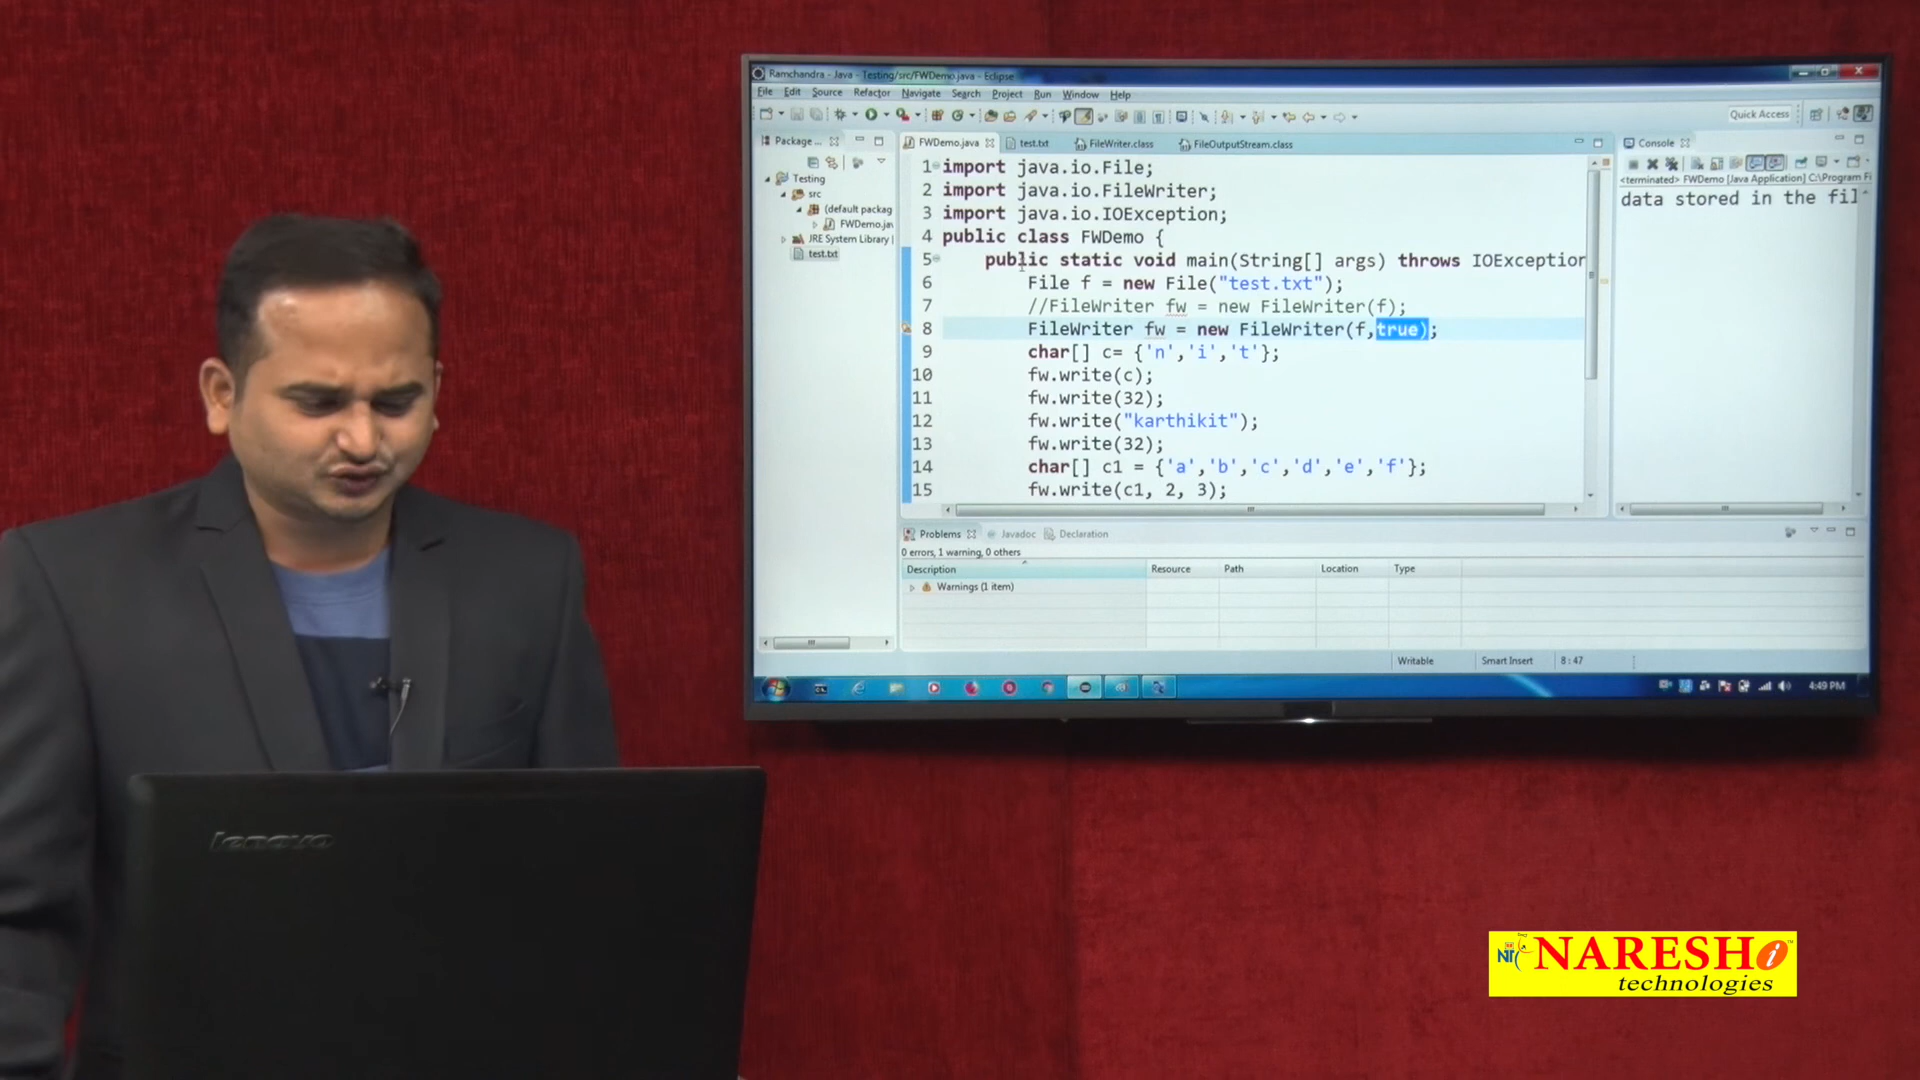 Ramchandra - Java - Testing/src/FWDemo.java - Eclipse
File Edit Source Refactor Navigate Search Project Run Window Help
Quick Access
Package...
Testing
src
(default packag
FWDemo.jav
JRE System Library
test.txt
FWDemo.java test.txt FileWriter.class FileOutputStream.class
1 import java.io.File;
2 import java.io.FileWriter;
3 import java.io.IOException;
4 public class FWDemo {
5 public static void main(String[] args) throws IOException
6 File f = new File("test.txt");
7 //FileWriter fw = new FileWriter(f);
8 FileWriter fw = new FileWriter(f,true);
9 char[] c= {'n','i','t'};
10 fw.write(c);
11 fw.write(32);
12 fw.write("karthikit");
13 fw.write(32);
14 char[] c1 = {'a','b','c','d','e','f'};
15 fw.write(c1, 2, 3);
Console
<terminated> FWDemo [Java Application] C:\Program Fi
data stored in the fil
Problems Javadoc Declaration
0 errors, 1 warning, 0 others
Description Resource Path Location Type
Warnings (1 item)
Writable Smart Insert 8:47
4:49 PM
lenovo
NARESH i
technologies